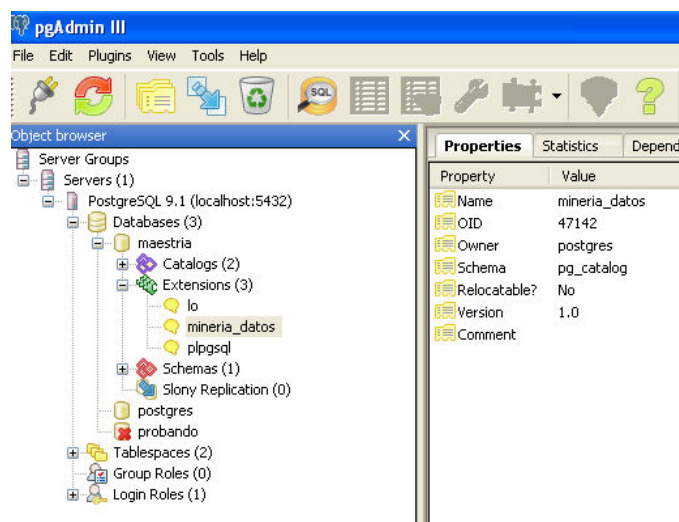 pgAdmin III
File Edit Plugins View Tools Help
SQL
Object browser
Server Groups
Servers (1)
PostgreSQL 9.1 (localhost:5432)
Databases (3)
maestria
Catalogs (2)
Extensions (3)
lo
mineria_datos
plpgsql
Schemas (1)
Slony Replication (0)
postgres
probando
Tablespaces (2)
Group Roles (0)
Login Roles (1)
Properties Statistics Depend
Property Value
Name mineria_datos
OID 47142
Owner postgres
Schema pg_catalog
Relocatable? No
Version 1.0
Comment